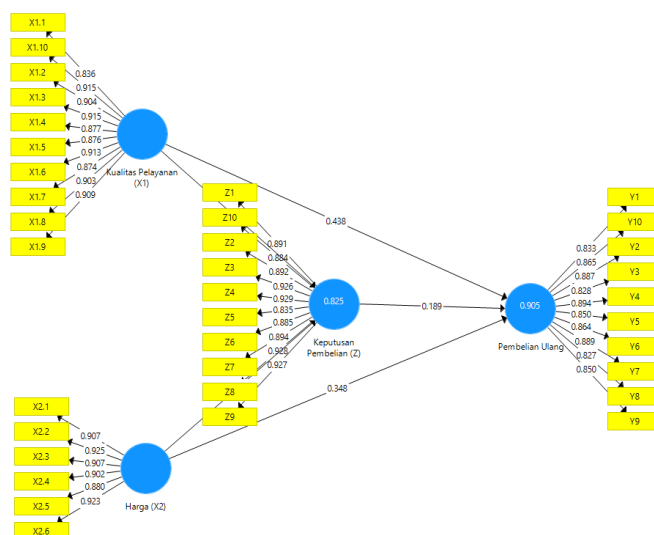 X1.1
X1.10
X1.2
X1.3
X1.4
X1.5
X1.6
X1.7
X1.8
X1.9
0.836
0.915
0.904
0.915
0.877
0.876
0.913
0.874
0.903
0.909
Kualitas Pelayanan
(X1)
Z1
Z10
Z2
Z3
Z4
Z5
Z6
Z7
Z8
Z9
0.891
0.884
0.892
0.926
0.929
0.835
0.885
0.894
0.928
0.927
0.825
Keputusan
Pembelian (Z)
0.438
0.189
0.348
0.905
Pembelian Ulang
0.833
0.865
0.887
0.828
0.894
0.850
0.864
0.889
0.827
0.850
Y1
Y10
Y2
Y3
Y4
Y5
Y6
Y7
Y8
Y9
X2.1
X2.2
X2.3
X2.4
X2.5
X2.6
0.907
0.925
0.907
0.902
0.880
0.923
Harga (X2)